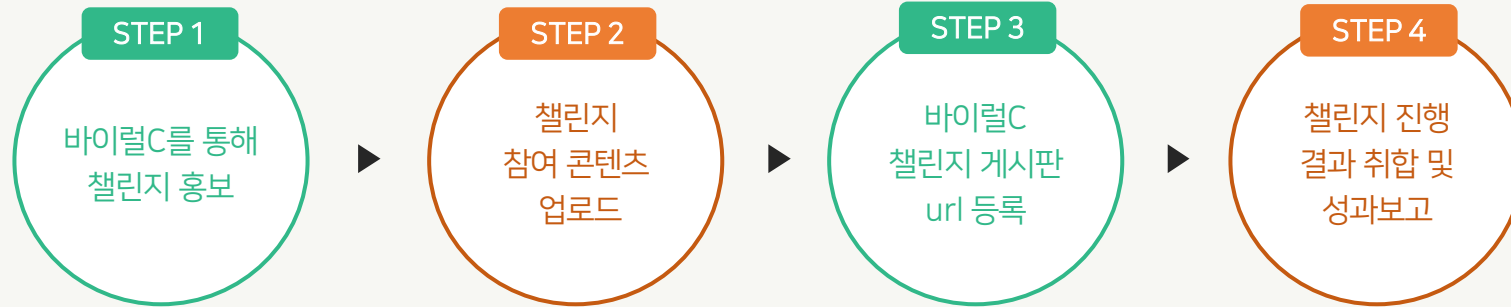 STEP 1
바이럴C를 통해
챌린지 홍보
STEP 2
챌린지
참여 콘텐츠
업로드
STEP 3
바이럴C
챌린지 게시판
url 등록
STEP 4
챌린지 진행
결과 취합 및
성과보고